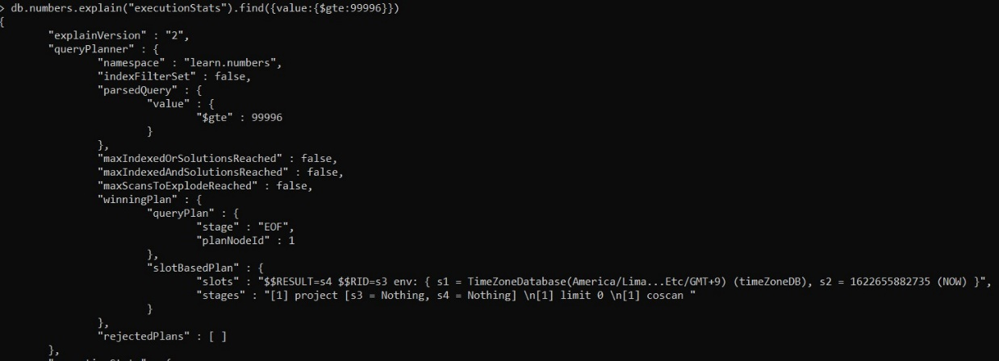 > db.numbers.explain("executionStats").find({value:{$gte:99996}})
{
"explainVersion" : "2",
"queryPlanner" : {
"namespace" : "learn.numbers",
"indexFilterSet" : false,
"parsedQuery" : {
"value" : {
"$gte" : 99996
}
},
"maxIndexedOrSolutionsReached" : false,
"maxIndexedAndSolutionsReached" : false,
"maxScansToExplodeReached" : false,
"winningPlan" : {
"queryPlan" : {
"stage" : "EOF",
"planNodeId" : 1
},
"slotBasedPlan" : {
"slots" : "$$RESULT=s4 $$RID=s3 env: { s1 = TimeZoneDatabase(America/Lima...Etc/GMT+9) (timeZoneDB), s2 = 1622655882735 (NOW) }",
"stages" : "[1] project [s3 = Nothing, s4 = Nothing] \n[1] limit 0 \n[1] coscan "
}
},
"rejectedPlans" : [ ]
},